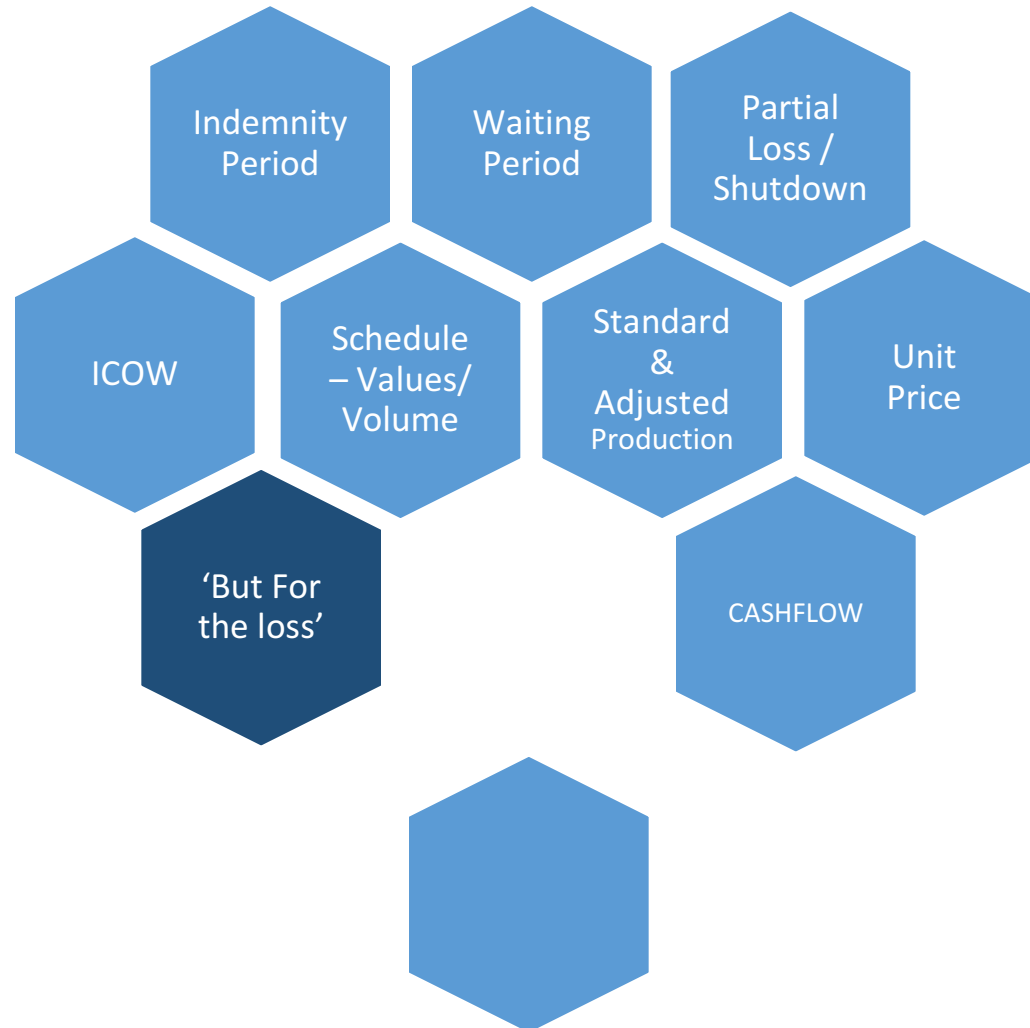 Indemnity
Period
Waiting
Period
Partial
Loss /
Shutdown
ICOW
Schedule
– Values/
Volume
Standard
&
Adjusted
Production
Unit
Price
‘But For
the loss’
CASHFLOW